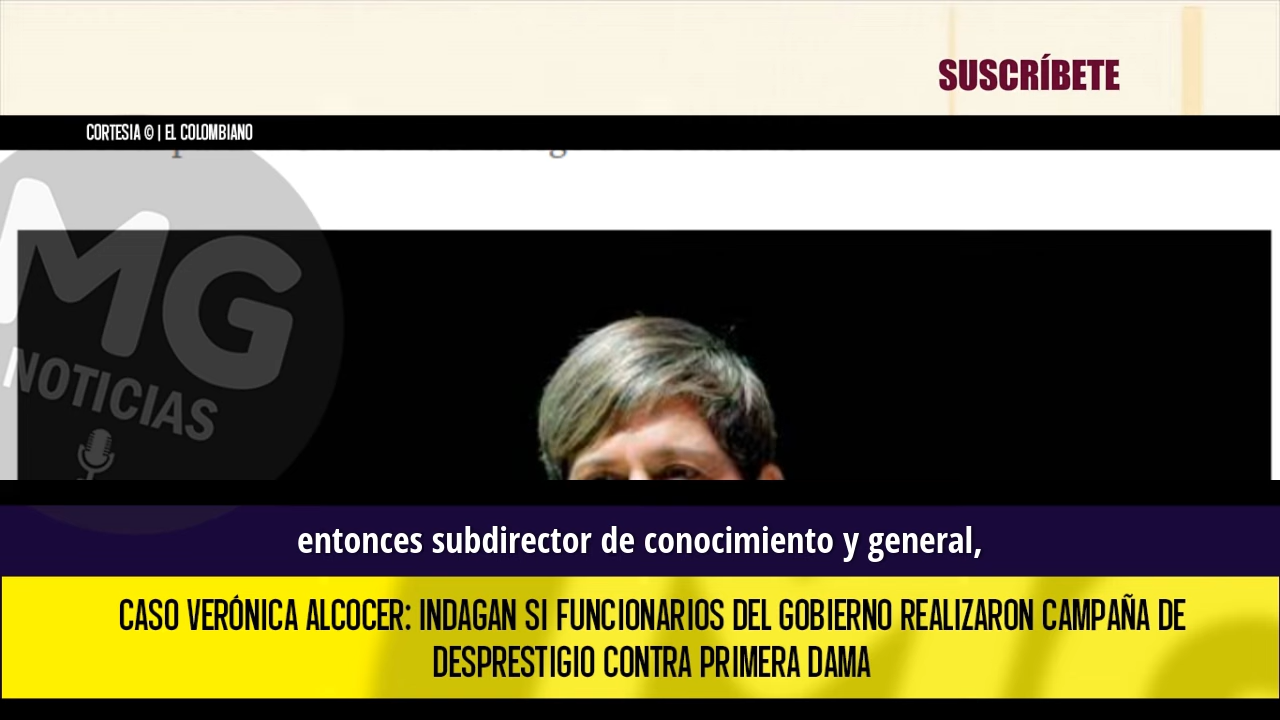 SUSCRÍBETE
CORTESIA © | EL COLOMBIANO
MG
NOTICIAS
entonces subdirector de conocimiento y general,
CASO VERÓNICA ALCOCER: INDAGAN SI FUNCIONARIOS DEL GOBIERNO REALIZARON CAMPAÑA DE
DESPRESTIGIO CONTRA PRIMERA DAMA